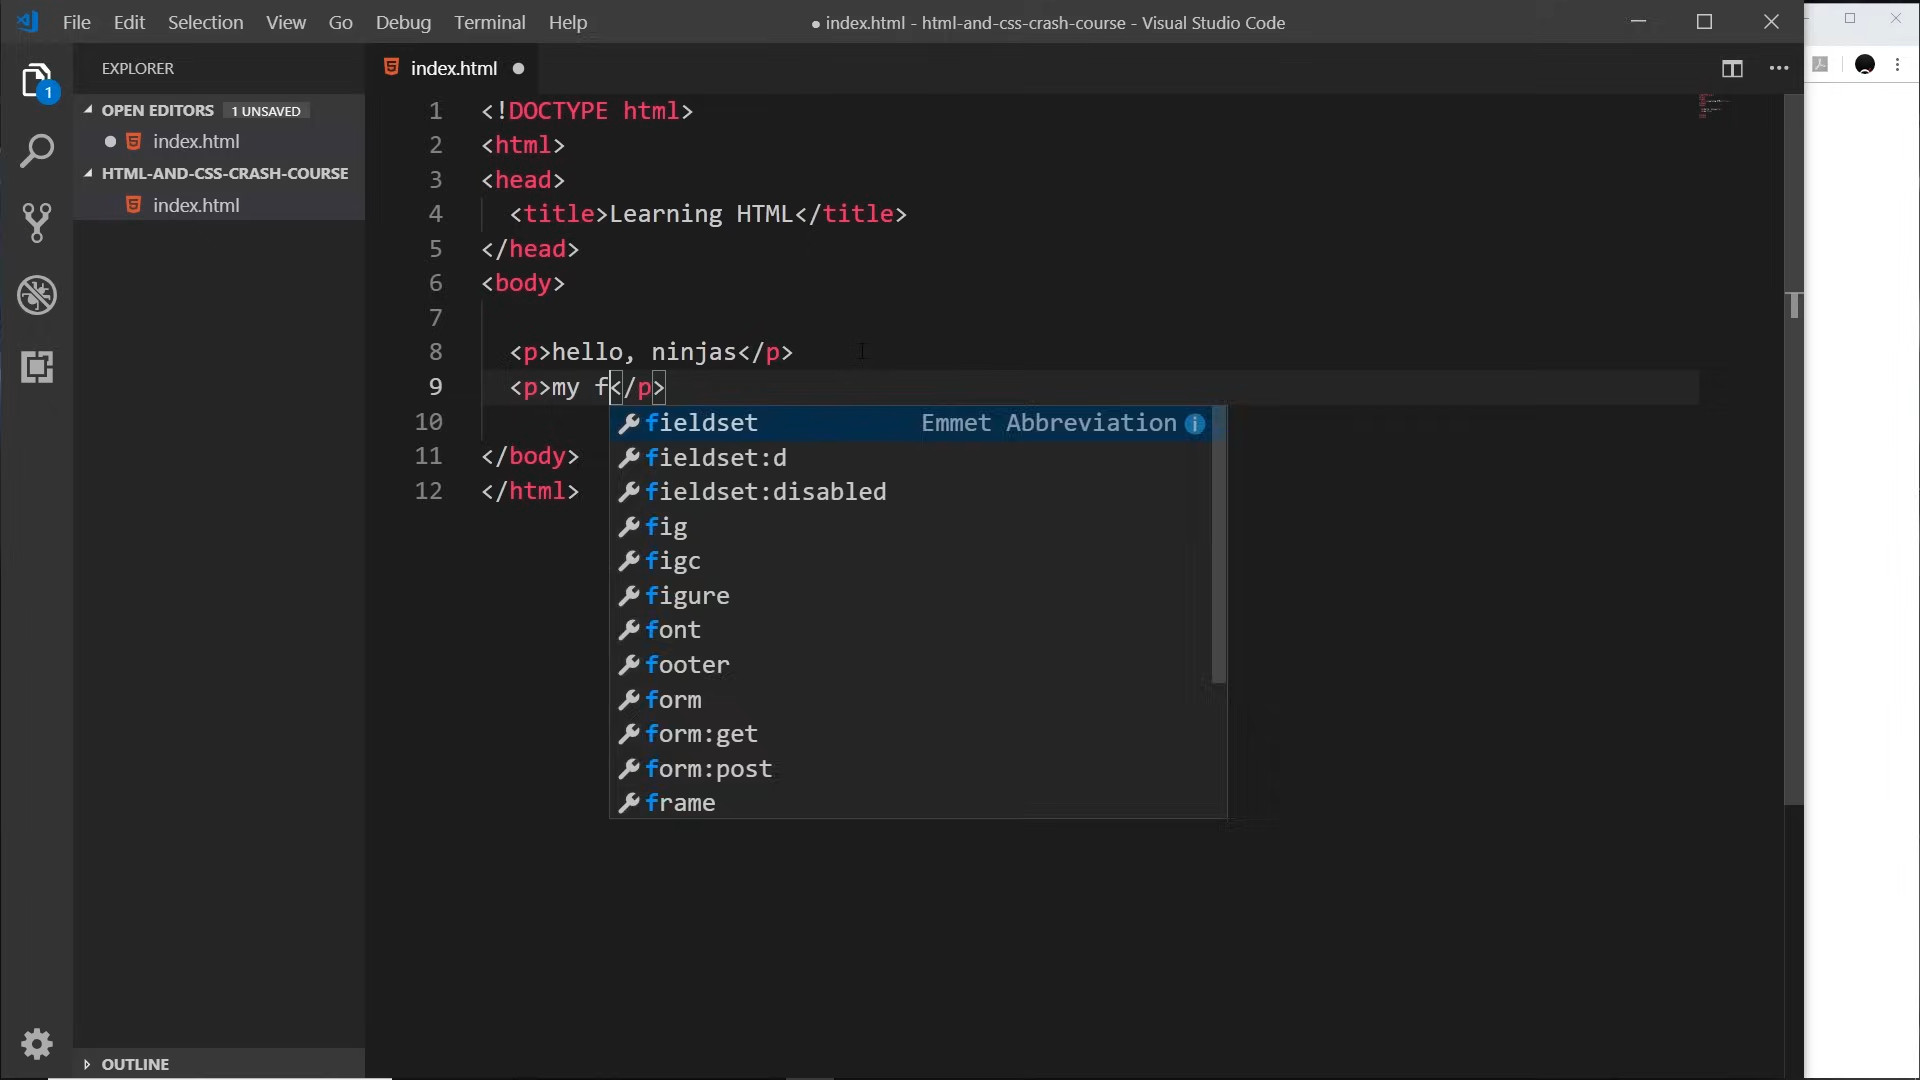 File Edit Selection View Go Debug Terminal Help
● index.html - html-and-css-crash-course - Visual Studio Code
EXPLORER
OPEN EDITORS 1 UNSAVED
index.html
HTML-AND-CSS-CRASH-COURSE
index.html
OUTLINE
1
index.html
1 <!DOCTYPE html>
2 <html>
3 <head>
4 <title>Learning HTML</title>
5 </head>
6 <body>
7
8 <p>hello, ninjas</p>
9 <p>my f</p>
10
11 </body>
12 </html>
fieldset Emmet Abbreviation
fieldset:d
fieldset:disabled
fig
figc
figure
font
footer
form
form:get
form:post
frame